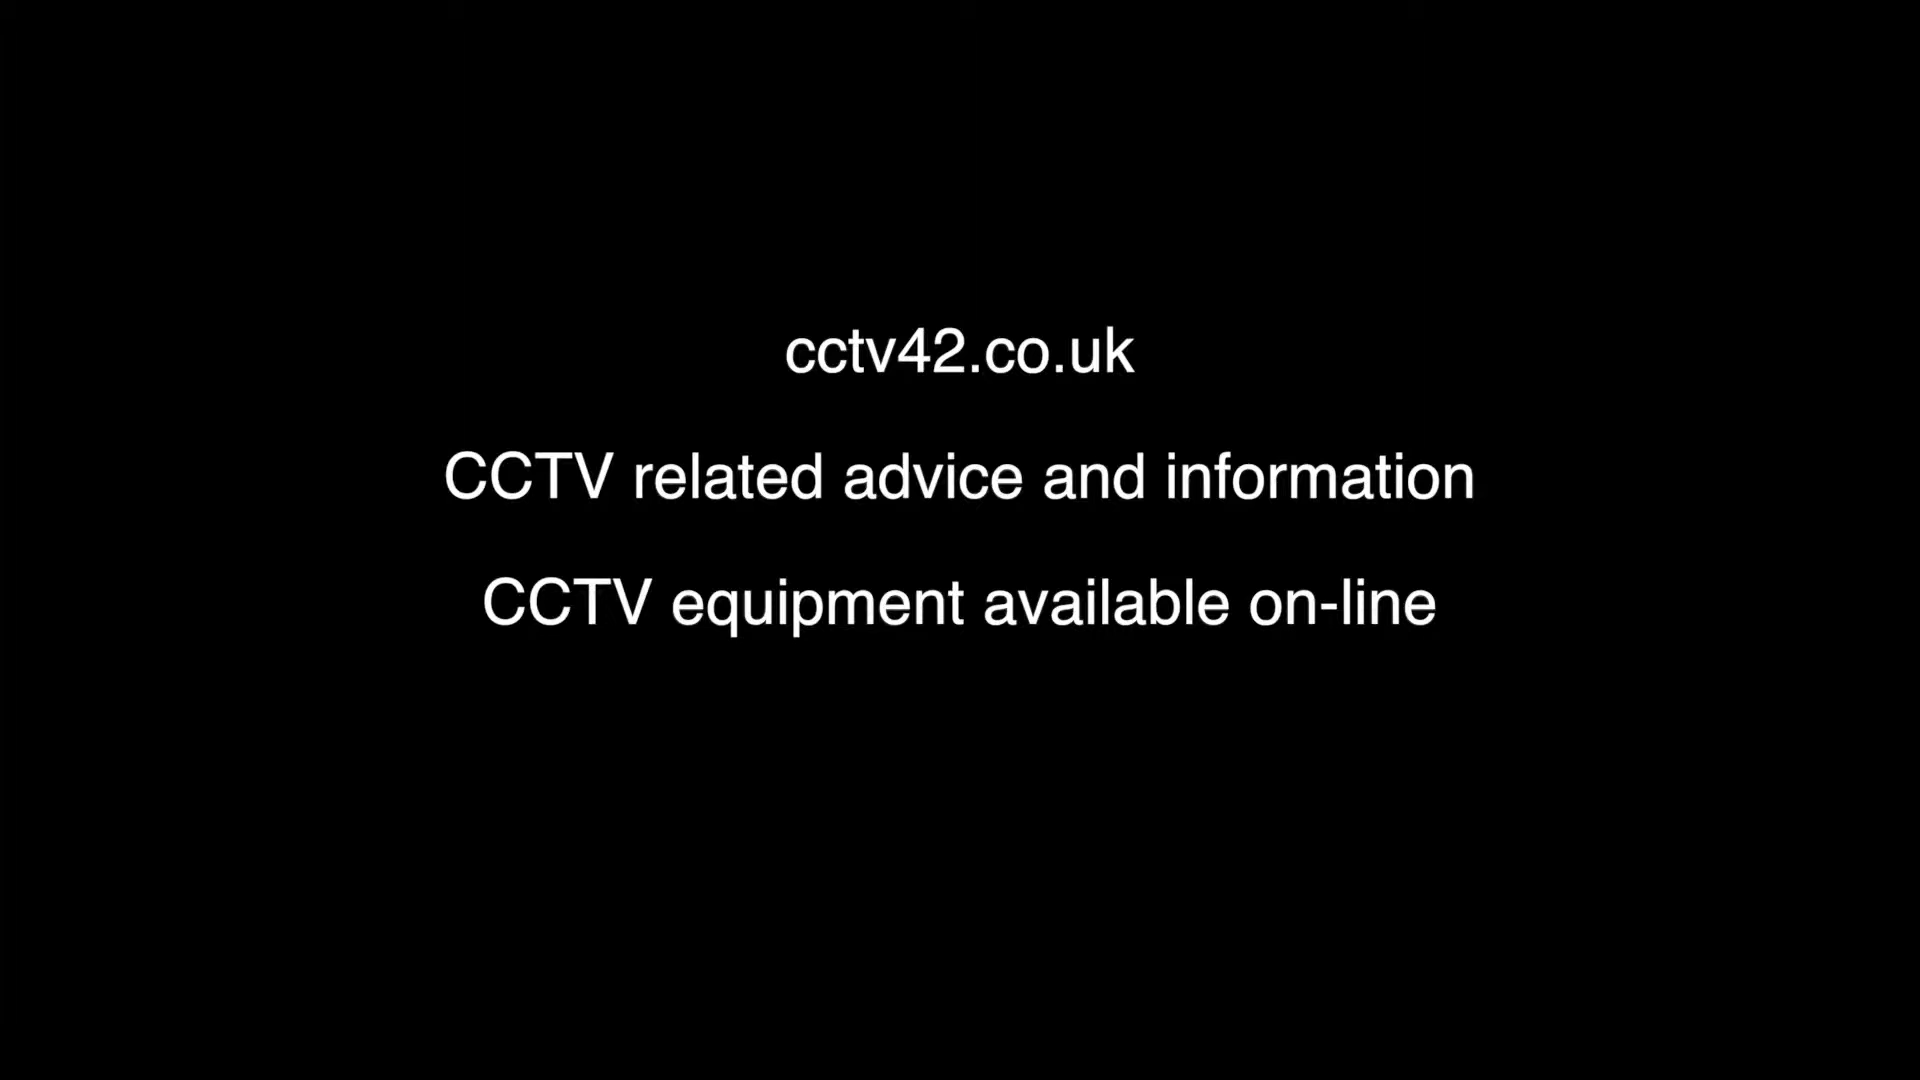 cctv42.co.uk
CCTV related advice and information
CCTV equipment available on-line